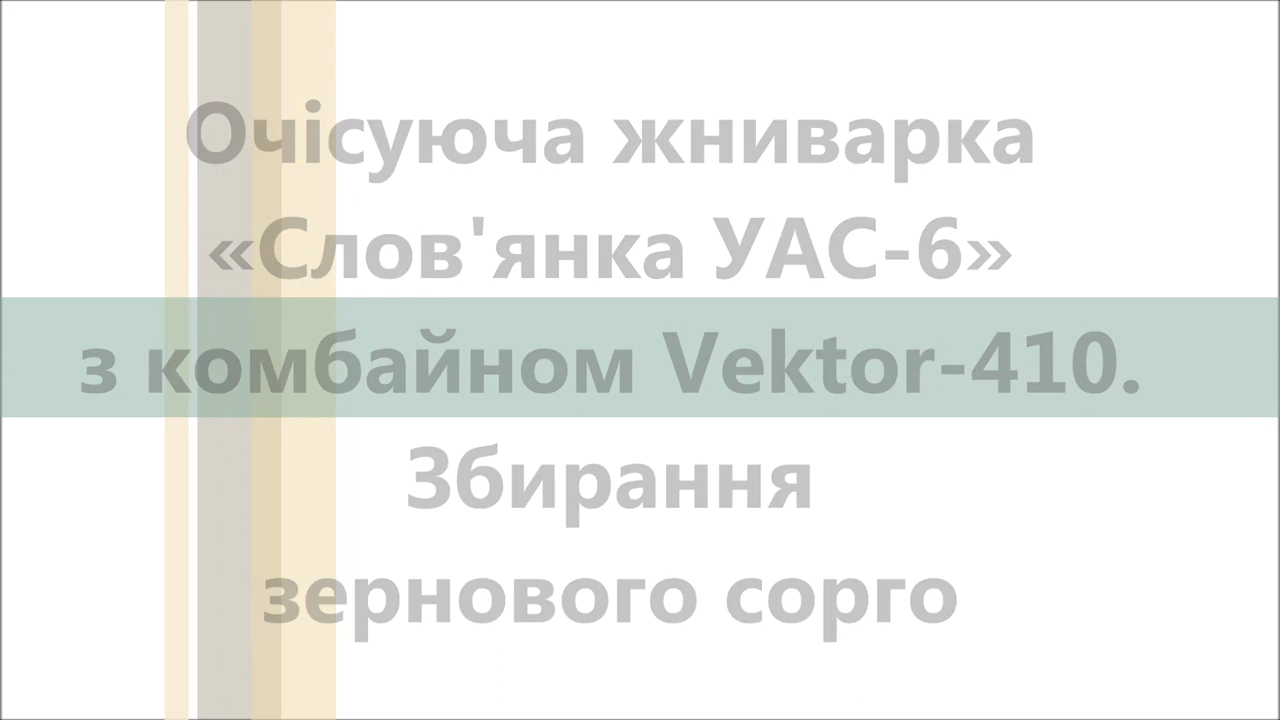 Очісуюча жниварка
«Слов'янка УАС-6»
з комбайном Vektor-410.
Збирання
зернового сорго